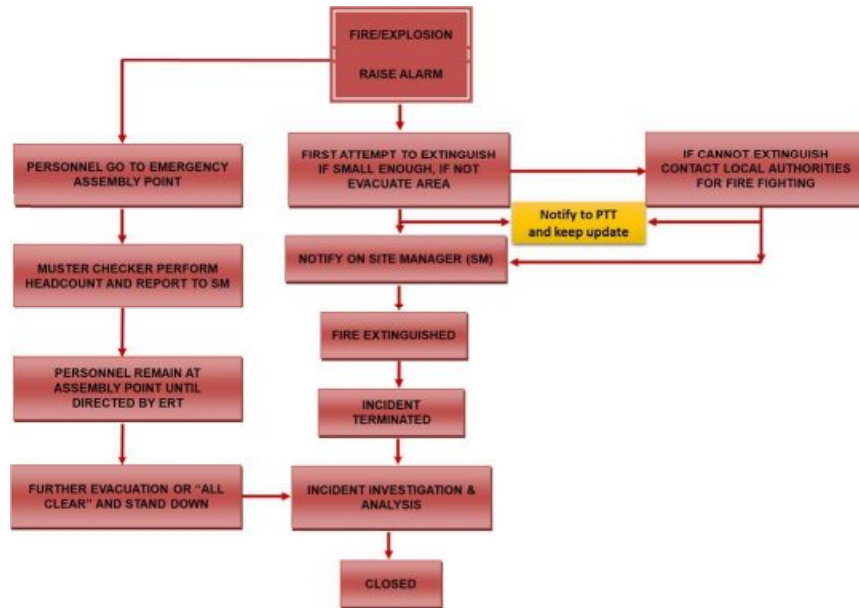 FIRE/EXPLOSION
RAISE ALARM
PERSONNEL GO TO EMERGENCY
ASSEMBLY POINT
FIRST ATTEMPT TO EXTINGUISH
IF SMALL ENOUGH, IF NOT
EVACUATE AREA
IF CANNOT EXTINGUISH
CONTACT LOCAL AUTHORITIES
FOR FIRE FIGHTING
Notify to PTT
and keep update
MUSTER CHECKER PERFORM
HEADCOUNT AND REPORT TO SM
NOTIFY ON SITE MANAGER (SM)
FIRE EXTINGUISHED
PERSONNEL REMAIN AT
ASSEMBLY POINT UNTIL
DIRECTED BY ERT
INCIDENT
TERMINATED
FURTHER EVACUATION OR “ALL
CLEAR” AND STAND DOWN
INCIDENT INVESTIGATION &
ANALYSIS
CLOSED